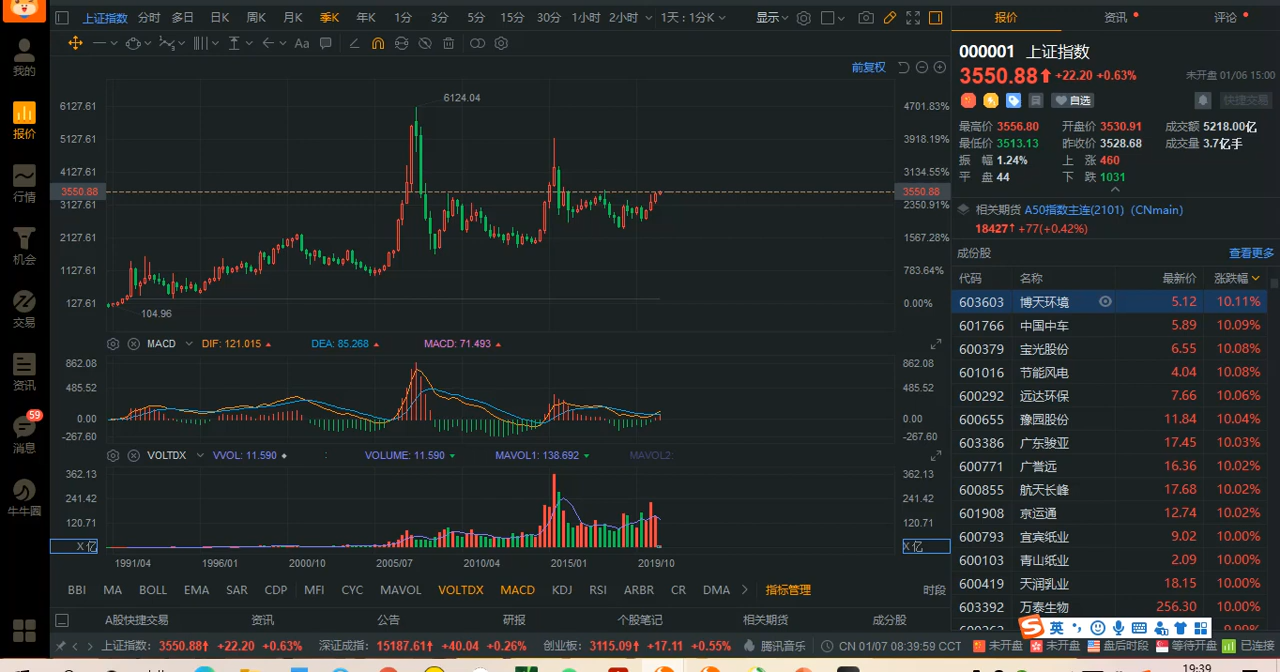 上证指数 分时 多日 日K 周K 月K 季K 年K 1分 3分 5分 15分 30分 1小时 2小时 1天:1分K 显示
Aa
我的
报价
行情
机会
交易
资讯
59
消息
牛牛圈
前复权
6124.04
104.96
6127.61
5127.61
4127.61
3550.88
3127.61
2127.61
1127.61
127.61
4701.83%
3918.19%
3134.55%
3550.88
2350.91%
1567.28%
783.64%
0.00%
MACD DIF: 121.015 DEA: 85.268 MACD: 71.493
862.08
485.52
0.00
-267.60
862.08
485.52
0.00
-267.60
VOLTDX VVOL: 11.590 : VOLUME: 11.590 MAVOL1: 138.692 MAVOL2:
362.13
241.42
120.71
X 亿
362.13
241.42
120.71
X 亿
1991/04 1996/01 2000/10 2005/07 2010/04 2015/01 2019/10
BBI MA BOLL EMA SAR CDP MFI CYC MAVOL VOLTDX MACD KDJ RSI ARBR CR DMA 指标管理 时段
A股快捷交易 资讯 公告 研报 个股笔记 相关期货 成分股
上证指数: 3550.88↑ +22.20 +0.63% 深证成指: 15187.61↑ +40.04 +0.26% 创业板: 3115.09↑ +17.11 +0.55% 腾讯音乐 CN 01/07 08:39:59 CCT 未开盘 未开盘 盘后时段 等待开盘 已连接
报价 资讯 评论
000001 上证指数
3550.88↑ +22.20 +0.63% 未开盘 01/06 15:00
自选 快捷交易
最高价 3556.80 开盘价 3530.91 成交额 5218.00亿
最低价 3513.13 昨收价 3528.68 成交量 3.7亿手
振 幅 1.24% 上 涨 460
平 盘 44 下 跌 1031
相关期货 A50指数主连(2101) (CNmain)
18427↑ +77(+0.42%)
成份股 查看更多
代码 名称 最新价 涨跌幅
603603 博天环境 5.12 10.11%
601766 中国中车 5.89 10.09%
600379 宝光股份 6.55 10.08%
601016 节能风电 4.04 10.08%
600292 远达环保 7.66 10.06%
600655 豫园股份 11.84 10.04%
603386 广东骏亚 17.45 10.03%
600771 广誉远 16.36 10.02%
600855 航天长峰 17.68 10.02%
601908 京运通 12.74 10.02%
600793 宜宾纸业 9.02 10.00%
600103 青山纸业 2.09 10.00%
600419 天润乳业 18.15 10.00%
603392 万泰生物 256.30 10.00%
英
19:39